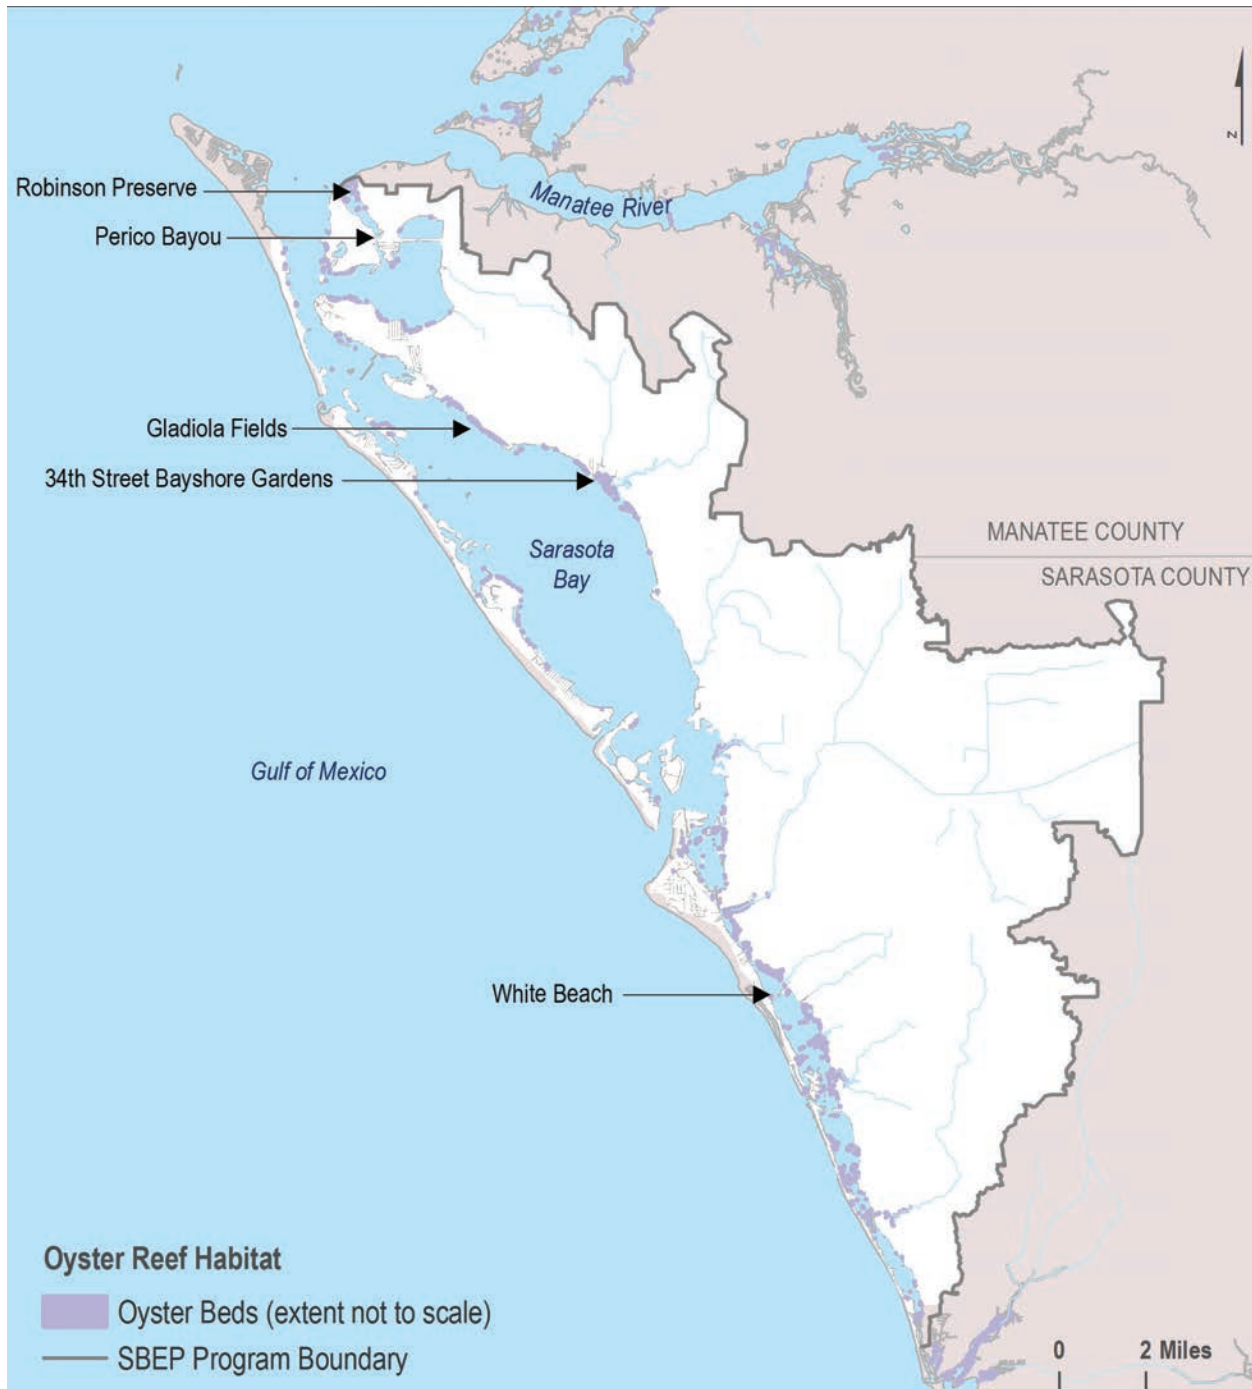 N
Robinson Preserve
Manatee River
Perico Bayou
Gladiola Fields
34th Street Bayshore Gardens
MANATEE COUNTY
Sarasota
Bay
SARASOTA COUNTY
Gulf of Mexico
White Beach
Oyster Reef Habitat
Oyster Beds (extent not to scale)
SBEP Program Boundary
0 2 Miles